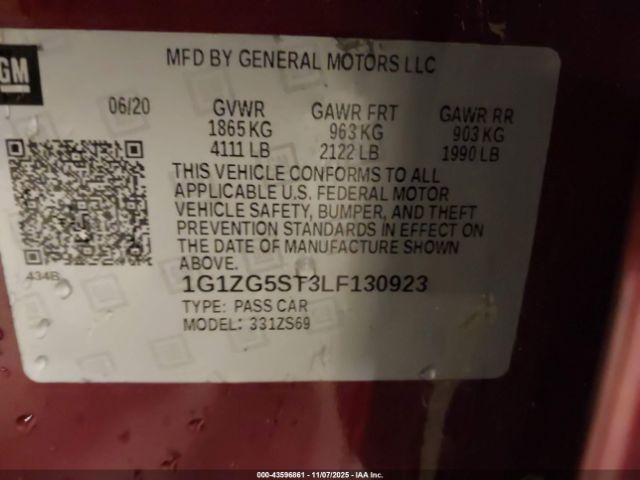 GM
MFD BY GENERAL MOTORS LLC
06/20 GVWR GAWR FRT GAWR RR
1865 KG 963 KG 903 KG
4111 LB 2122 LB 1990 LB
THIS VEHICLE CONFORMS TO ALL
APPLICABLE U.S. FEDERAL MOTOR
VEHICLE SAFETY, BUMPER, AND THEFT
PREVENTION STANDARDS IN EFFECT ON
THE DATE OF MANUFACTURE SHOWN
ABOVE.
434B
1G1ZG5ST3LF130923
TYPE: PASS CAR
MODEL: 331ZS69
000-43596861 - 11/07/2025 - IAA Inc.